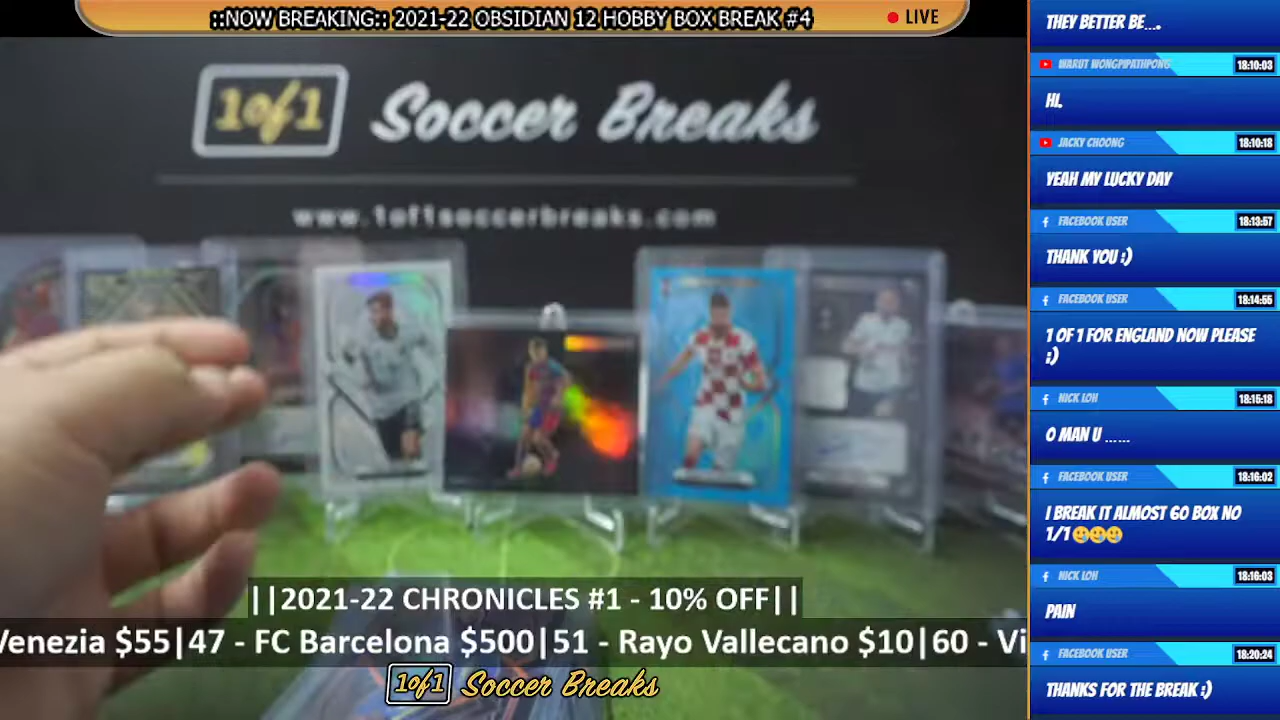 ::NOW BREAKING:: 2021-22 OBSIDIAN 12 HOBBY BOX BREAK #4
LIVE
1of1 Soccer Breaks
www.1of1soccerbreaks.com
||2021-22 CHRONICLES #1 - 10% OFF||
Venezia $55|47 - FC Barcelona $500|51 - Rayo Vallecano $10|60 - Vi
1of1 Soccer Breaks
THEY BETTER BE....
WARUT WONGPIPATHPONG 18:10:03
HI.
JACKY CHOONG 18:10:18
YEAH MY LUCKY DAY
FACEBOOK USER 18:13:57
THANK YOU ;)
FACEBOOK USER 18:14:55
1 OF 1 FOR ENGLAND NOW PLEASE
;)
NICK LOH 18:15:18
O MAN U ......
FACEBOOK USER 18:16:02
I BREAK IT ALMOST 60 BOX NO
1/1
NICK LOH 18:16:03
PAIN
FACEBOOK USER 18:20:24
THANKS FOR THE BREAK ;)